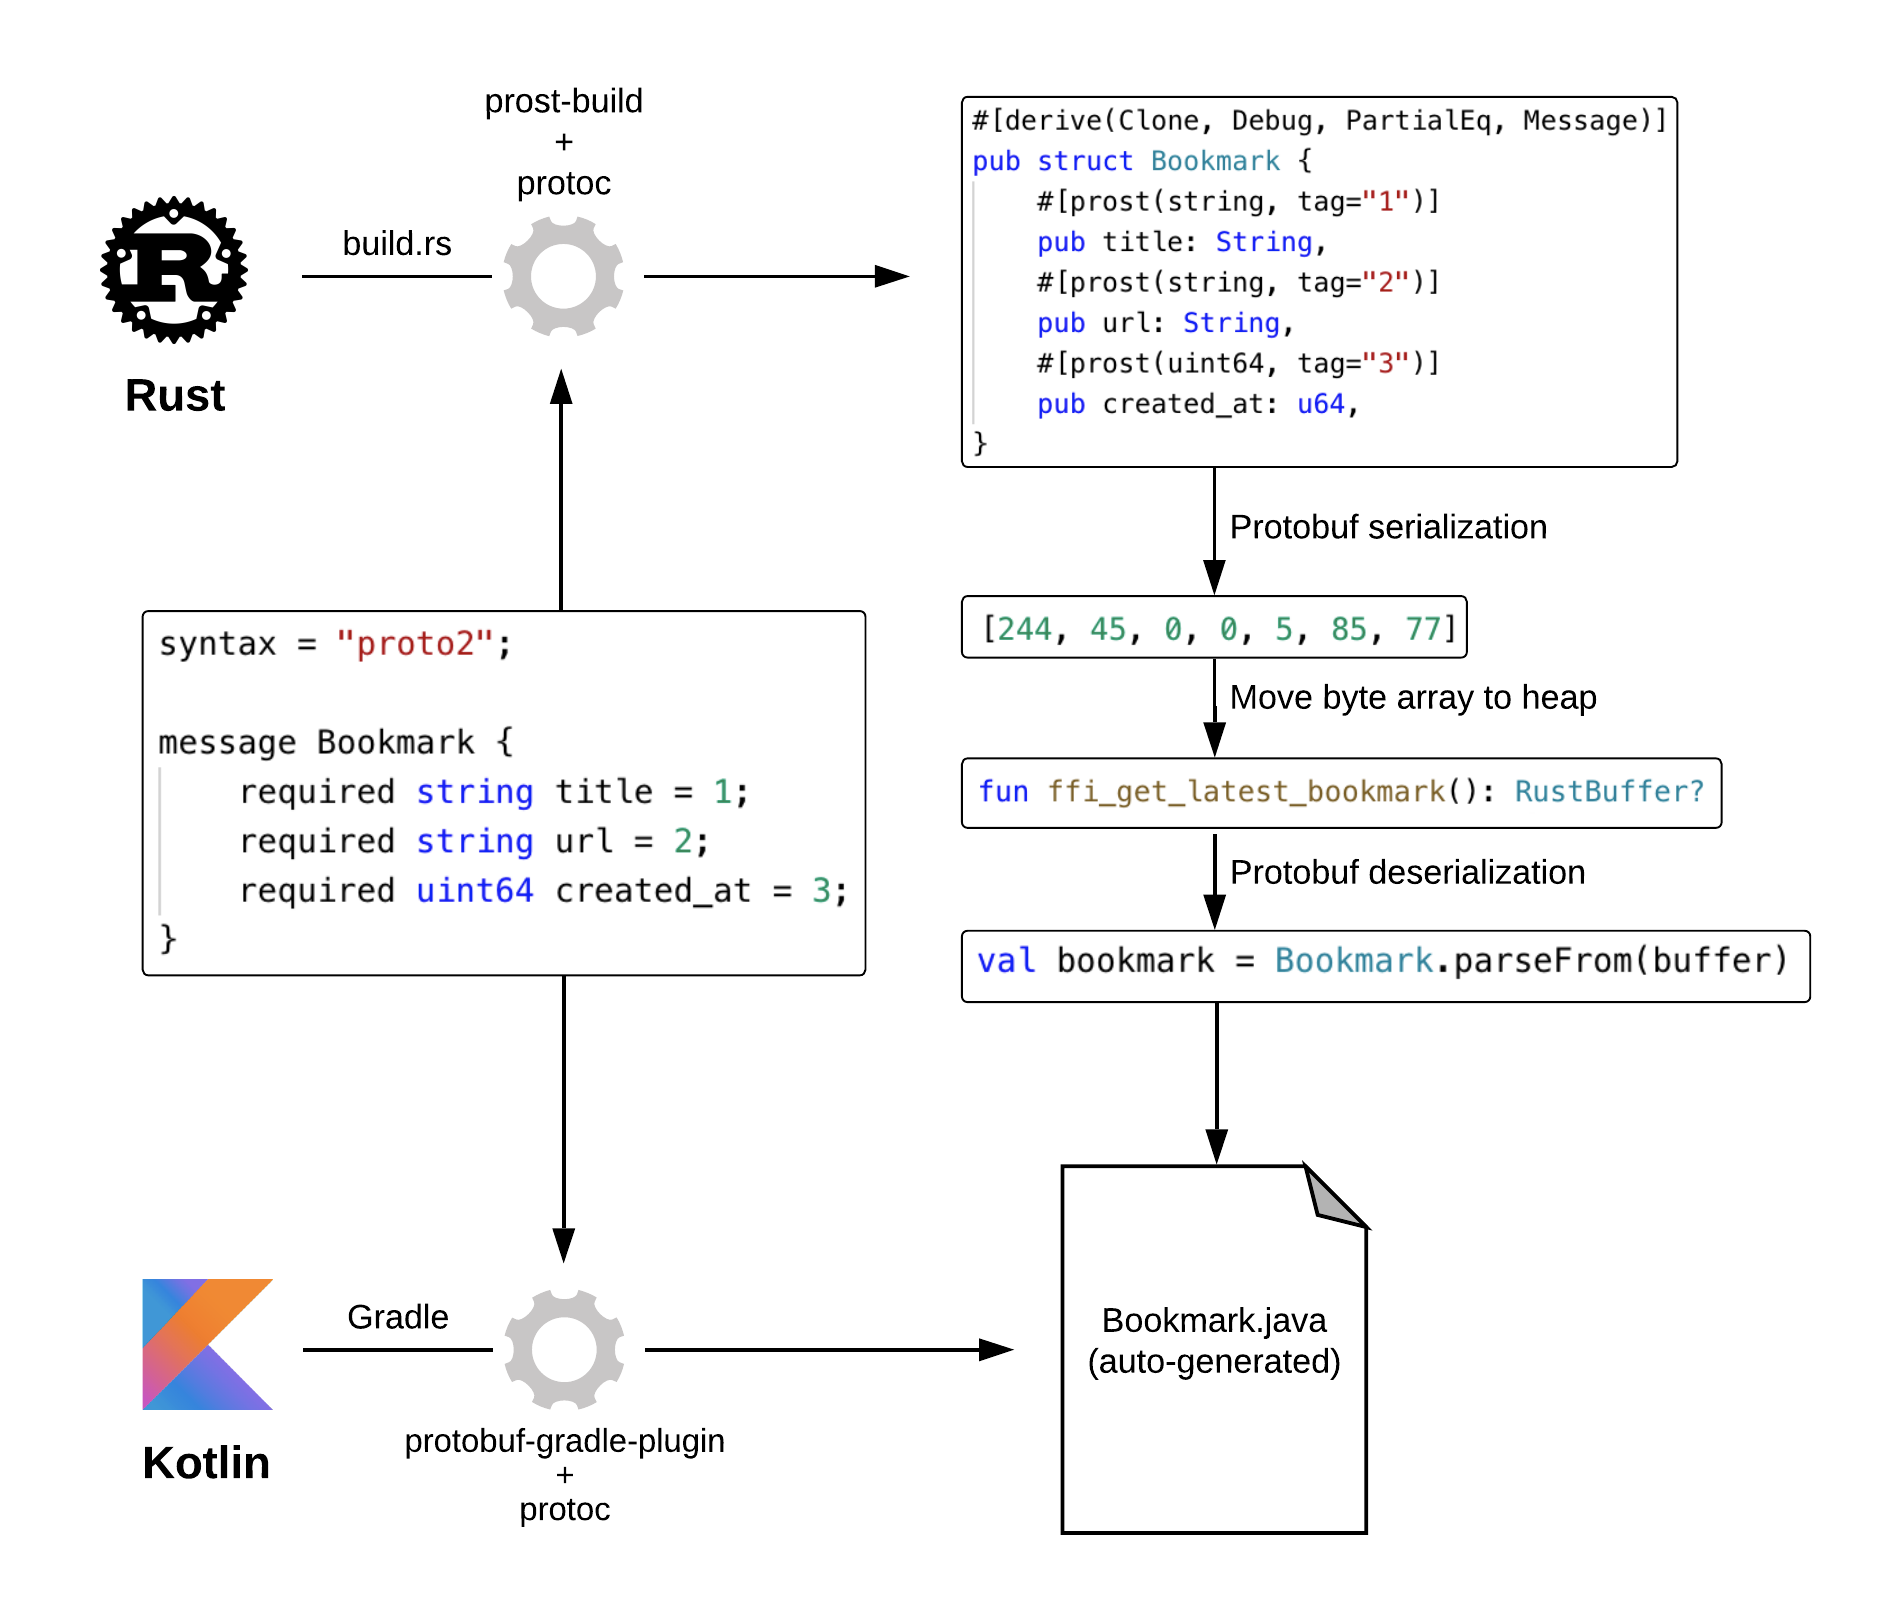 prost-build
+
protoc
build.rs
Rust
#[derive(Clone, Debug, PartialEq, Message)]
pub struct Bookmark {
    #[prost(string, tag="1")]
    pub title: String,
    #[prost(string, tag="2")]
    pub url: String,
    #[prost(uint64, tag="3")]
    pub created_at: u64,
}
Protobuf serialization
[244, 45, 0, 0, 5, 85, 77]
Move byte array to heap
fun ffi_get_latest_bookmark(): RustBuffer?
Protobuf deserialization
val bookmark = Bookmark.parseFrom(buffer)
syntax = "proto2";
message Bookmark {
    required string title = 1;
    required string url = 2;
    required uint64 created_at = 3;
}
Gradle
Kotlin
protobuf-gradle-plugin
+
protoc
Bookmark.java
(auto-generated)